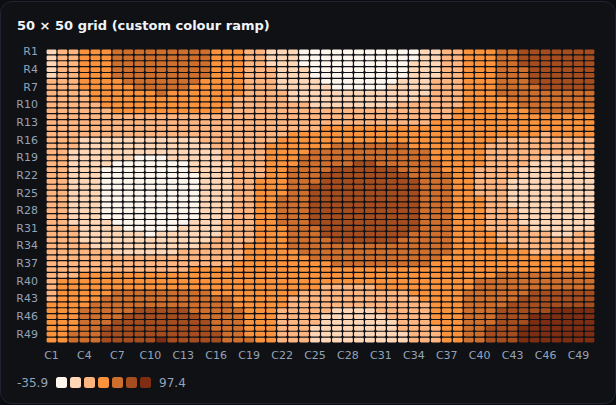 50 × 50 grid (custom colour ramp)
R1
R4
R7
R10
R13
R16
R19
R22
R25
R28
R31
R34
R37
R40
R43
R46
R49
C1 C4 C7 C10 C13 C16 C19 C22 C25 C28 C31 C34 C37 C40 C43 C46 C49
-35.9 97.4